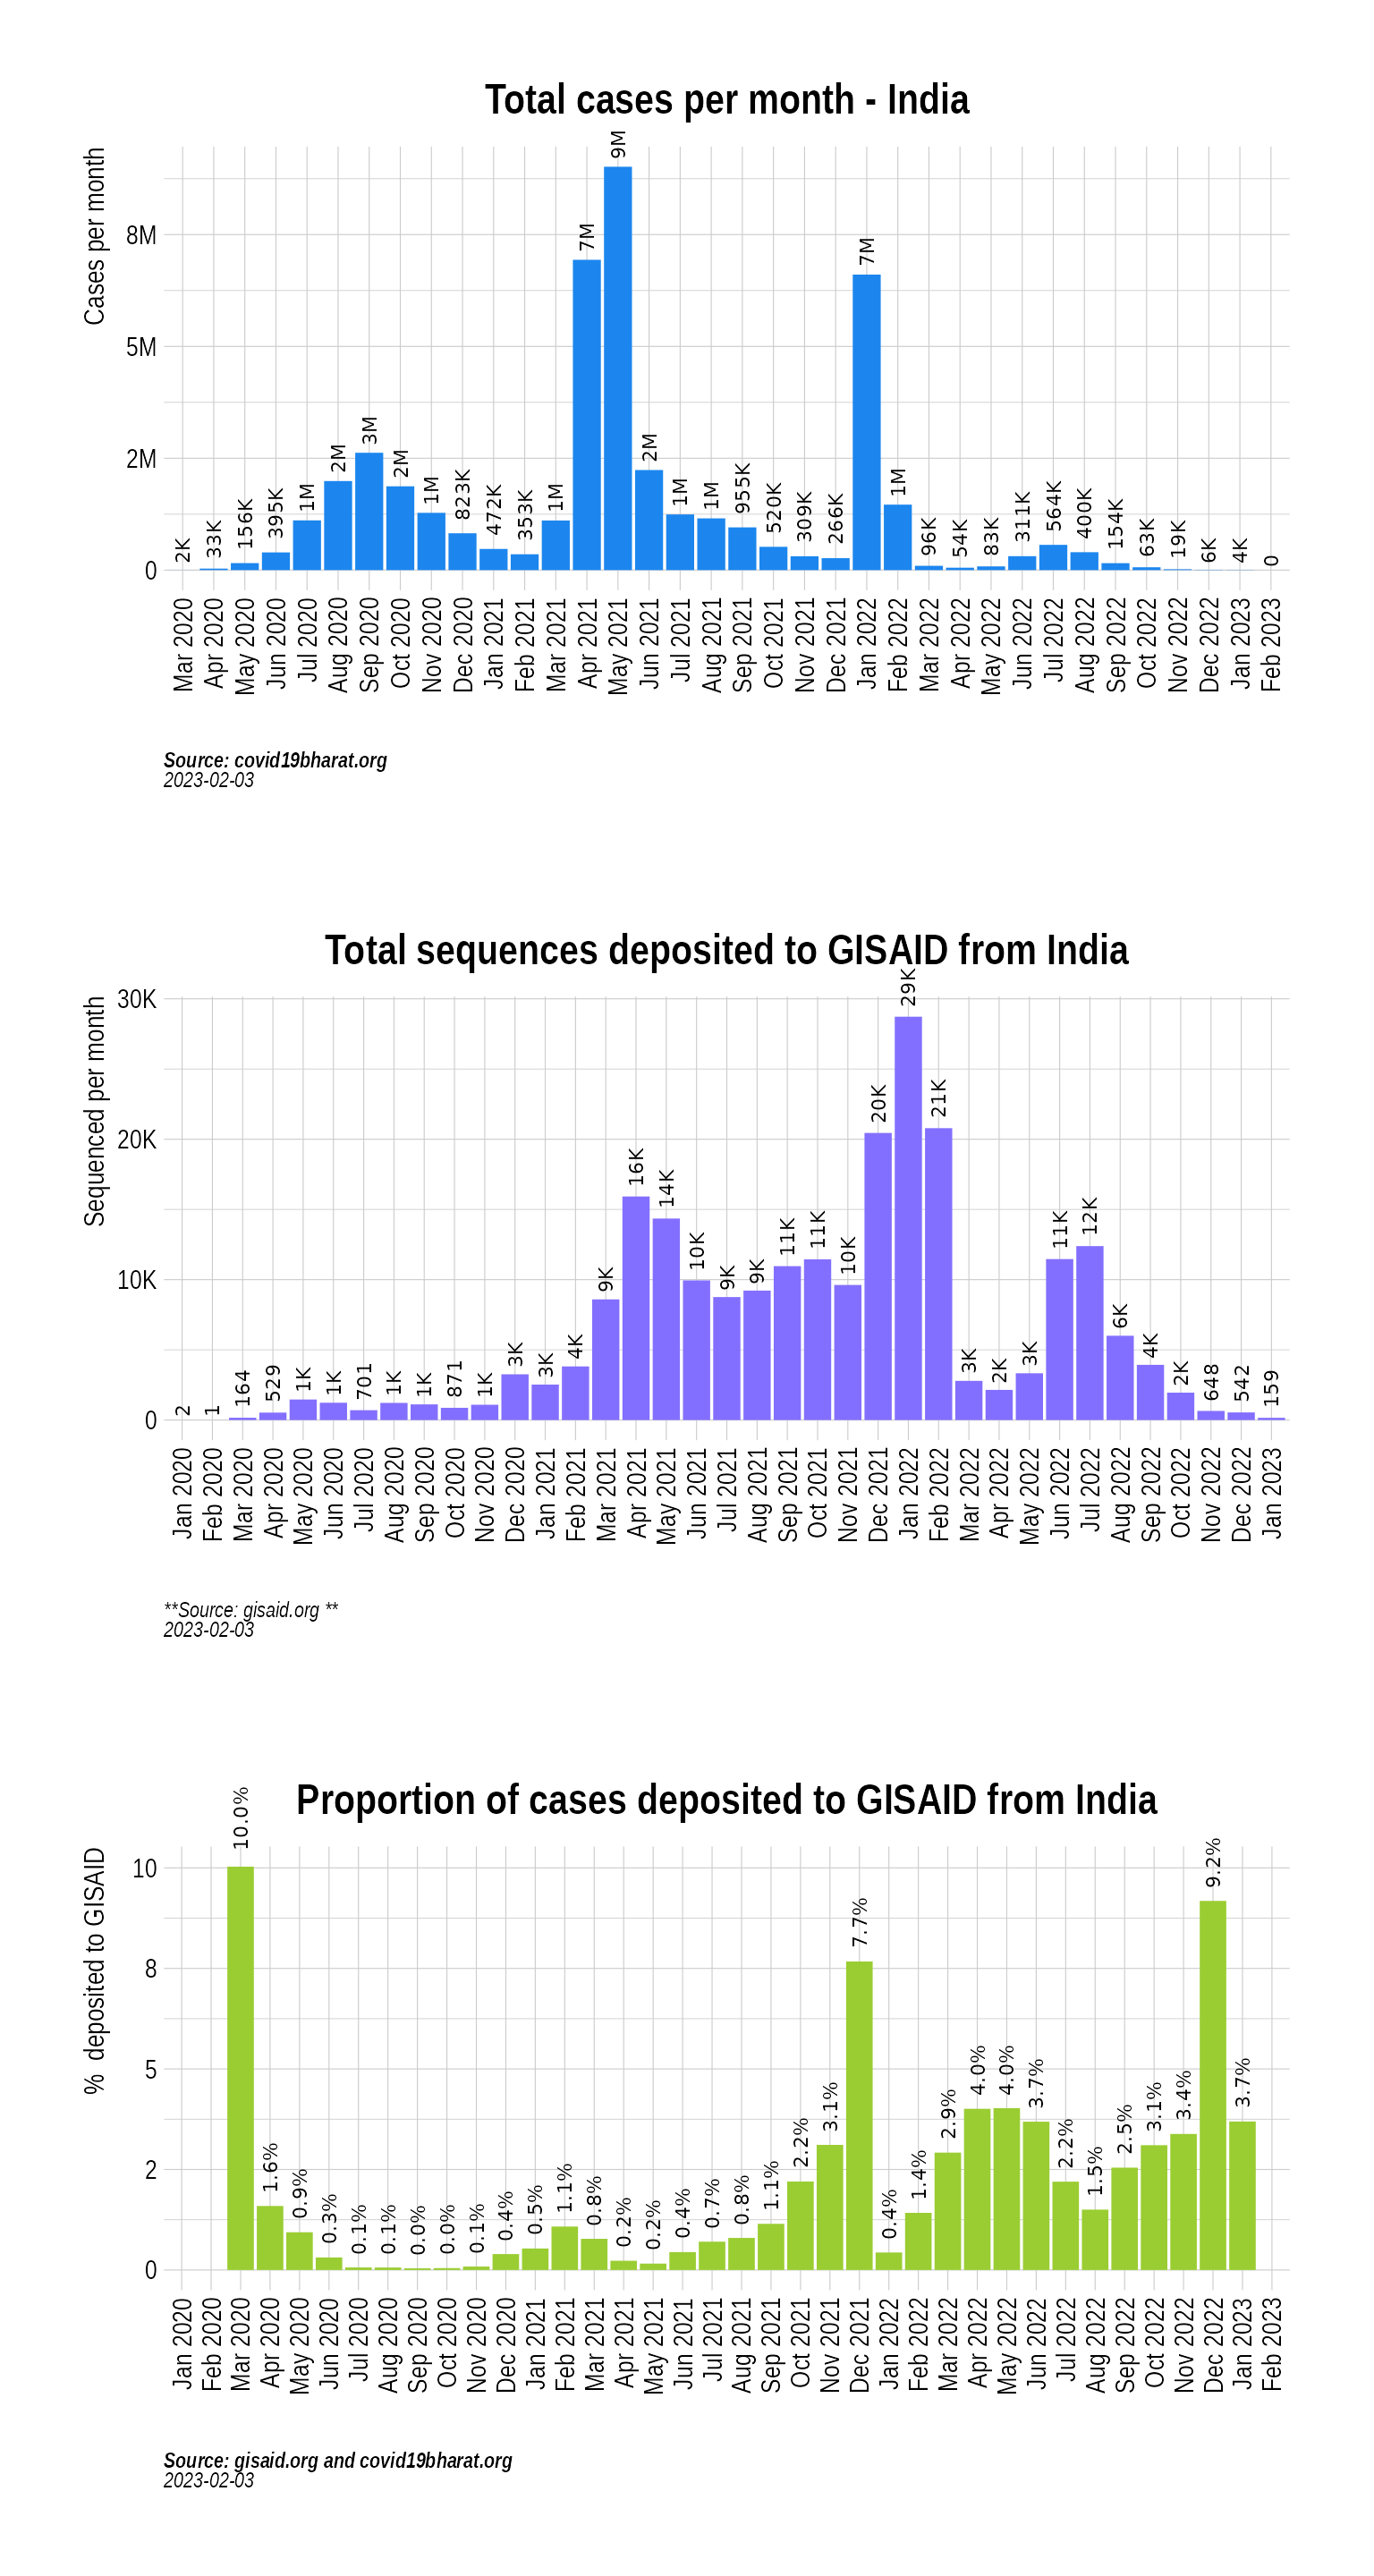 Total cases per month - India
Cases per month
8M
5M
2M
0
2K
33K
156K
395K
1M
2M
3M
2M
1M
823K
472K
353K
1M
7M
9M
2M
1M
1M
955K
520K
309K
266K
7M
1M
96K
54K
83K
311K
564K
400K
154K
63K
19K
6K
4K
0
Mar 2020
Apr 2020
May 2020
Jun 2020
Jul 2020
Aug 2020
Sep 2020
Oct 2020
Nov 2020
Dec 2020
Jan 2021
Feb 2021
Mar 2021
Apr 2021
May 2021
Jun 2021
Jul 2021
Aug 2021
Sep 2021
Oct 2021
Nov 2021
Dec 2021
Jan 2022
Feb 2022
Mar 2022
Apr 2022
May 2022
Jun 2022
Jul 2022
Aug 2022
Sep 2022
Oct 2022
Nov 2022
Dec 2022
Jan 2023
Feb 2023
Source: covid19bharat.org
2023-02-03
Total sequences deposited to GISAID from India
Sequenced per month
30K
20K
10K
0
2
1
164
529
1K
1K
701
1K
1K
871
1K
3K
3K
4K
9K
16K
14K
10K
9K
9K
11K
11K
10K
20K
29K
21K
3K
2K
3K
11K
12K
6K
4K
2K
648
542
159
Jan 2020
Feb 2020
Mar 2020
Apr 2020
May 2020
Jun 2020
Jul 2020
Aug 2020
Sep 2020
Oct 2020
Nov 2020
Dec 2020
Jan 2021
Feb 2021
Mar 2021
Apr 2021
May 2021
Jun 2021
Jul 2021
Aug 2021
Sep 2021
Oct 2021
Nov 2021
Dec 2021
Jan 2022
Feb 2022
Mar 2022
Apr 2022
May 2022
Jun 2022
Jul 2022
Aug 2022
Sep 2022
Oct 2022
Nov 2022
Dec 2022
Jan 2023
**Source: gisaid.org **
2023-02-03
Proportion of cases deposited to GISAID from India
% deposited to GISAID
10
8
5
2
0
10.0%
1.6%
0.9%
0.3%
0.1%
0.1%
0.0%
0.0%
0.1%
0.4%
0.5%
1.1%
0.8%
0.2%
0.2%
0.4%
0.7%
0.8%
1.1%
2.2%
3.1%
7.7%
0.4%
1.4%
2.9%
4.0%
4.0%
3.7%
2.2%
1.5%
2.5%
3.1%
3.4%
9.2%
3.7%
Jan 2020
Feb 2020
Mar 2020
Apr 2020
May 2020
Jun 2020
Jul 2020
Aug 2020
Sep 2020
Oct 2020
Nov 2020
Dec 2020
Jan 2021
Feb 2021
Mar 2021
Apr 2021
May 2021
Jun 2021
Jul 2021
Aug 2021
Sep 2021
Oct 2021
Nov 2021
Dec 2021
Jan 2022
Feb 2022
Mar 2022
Apr 2022
May 2022
Jun 2022
Jul 2022
Aug 2022
Sep 2022
Oct 2022
Nov 2022
Dec 2022
Jan 2023
Feb 2023
Source: gisaid.org and covid19bharat.org
2023-02-03